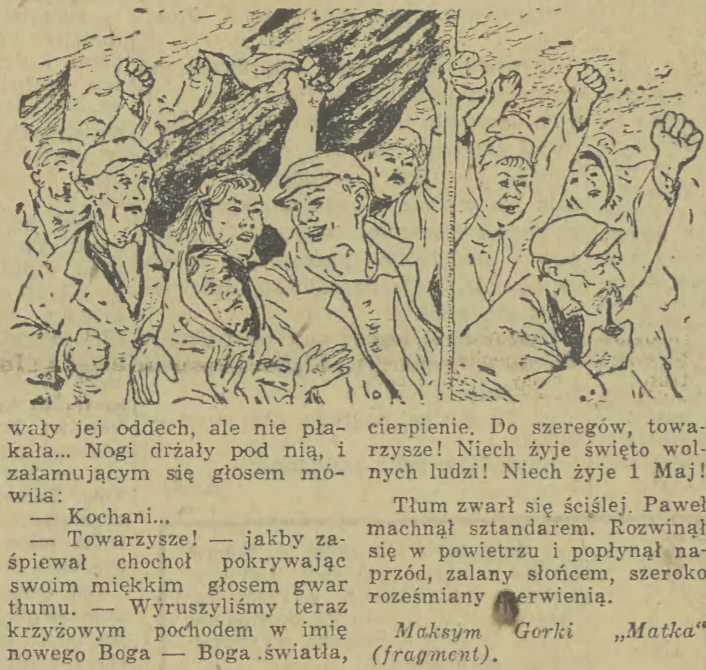 wały jej oddech, ale nie pła-
kała... Nogi drżały pod nią, i
załamującym się głosem mó-
wiła:
— Kochani...
— Towarzysze! — jakby za-
śpiewał chochoł pokrywając
swoim miękkim głosem gwar
tłumu. — Wyruszyliśmy teraz
krzyżowym pochodem w imię
nowego Boga — Boga światła,
cierpienie. Do szeregów, towa-
rzysze! Niech żyje święto wol-
nych ludzi! Niech żyje 1 Maj!
Tłum zwarł się ściślej. Paweł
machnął sztandarem. Rozwinął
się w powietrzu i popłynął na-
przód, zalany słońcem, szeroko
roześmiany erwienią.
Maksym Gorki „Matka"
(fragment).